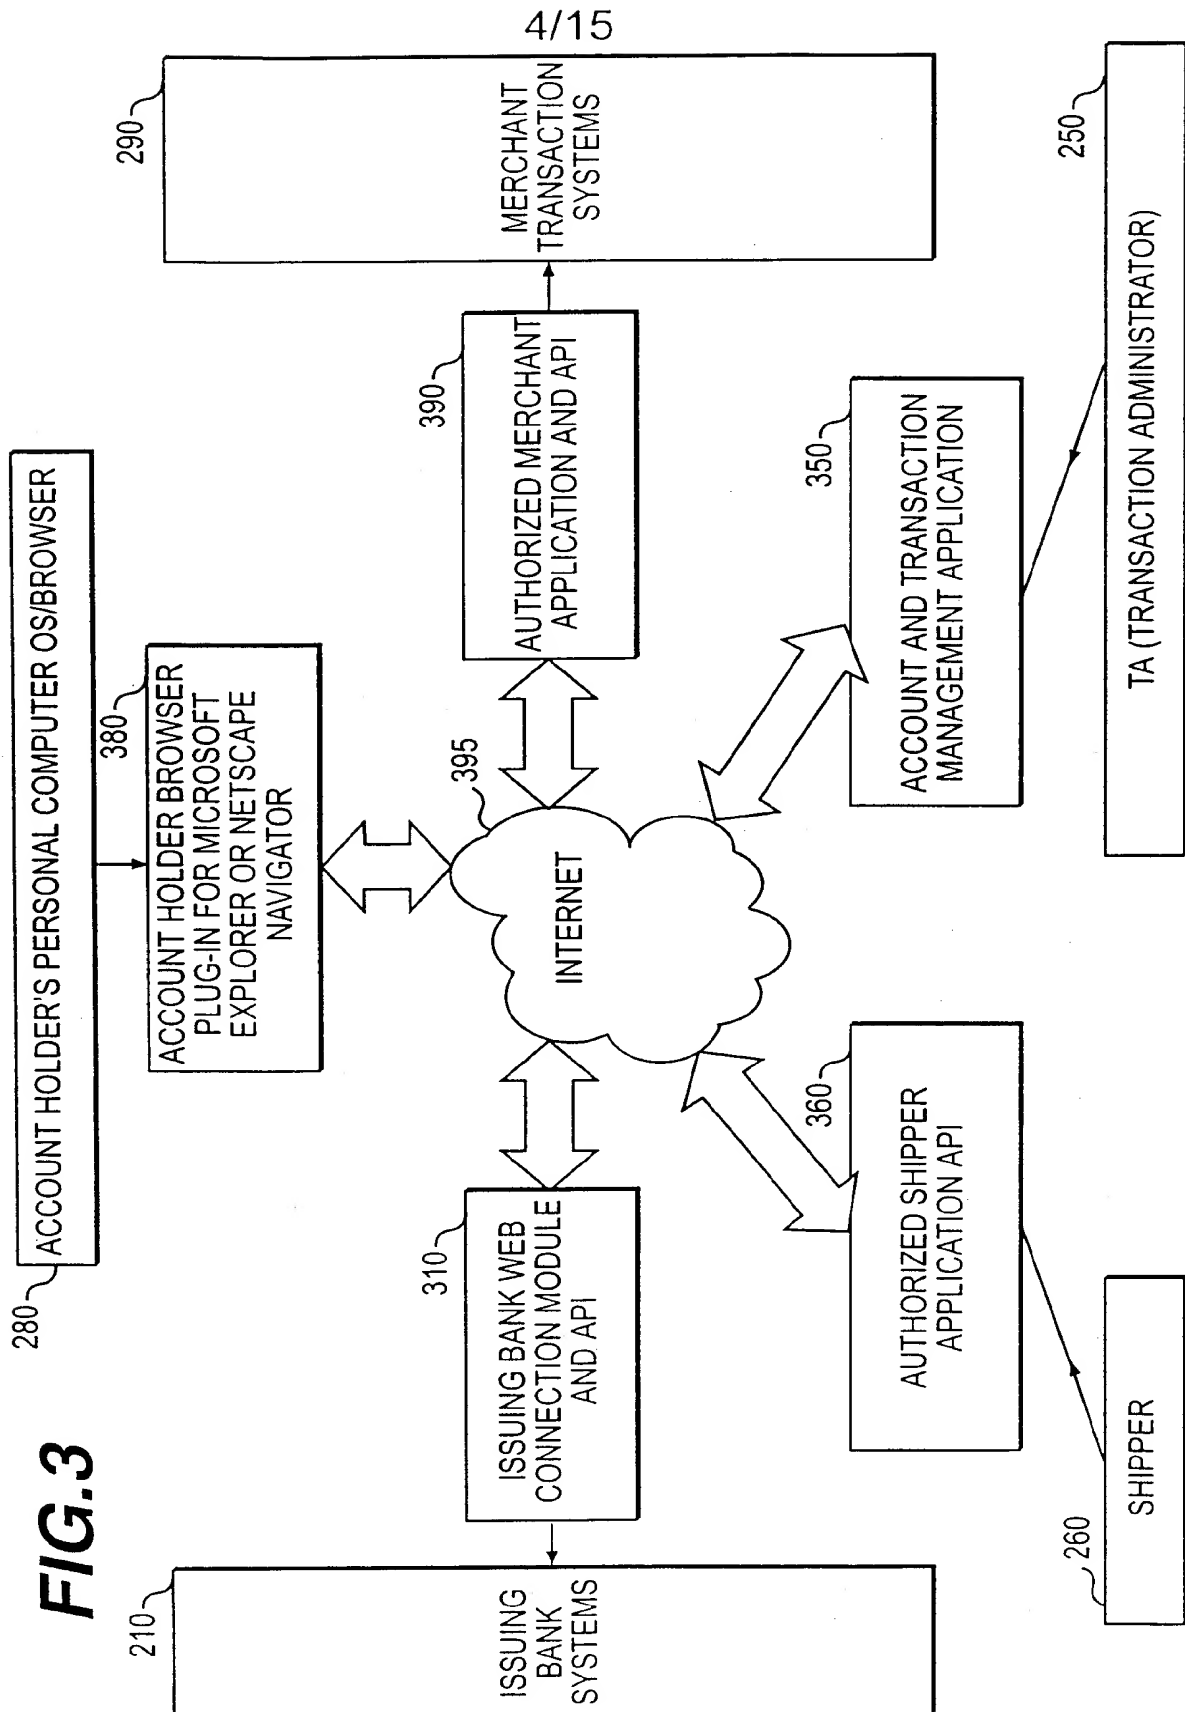 4/15
FIG.3
280
ACCOUNT HOLDER'S PERSONAL COMPUTER OS/BROWSER
380
ACCOUNT HOLDER BROWSER
PLUG-IN FOR MICROSOFT
EXPLORER OR NETSCAPE
NAVIGATOR
210
ISSUING
BANK
SYSTEMS
310
ISSUING BANK WEB
CONNECTION MODULE
AND API
395
INTERNET
390
AUTHORIZED MERCHANT
APPLICATION AND API
290
MERCHANT
TRANSACTION
SYSTEMS
360
AUTHORIZED SHIPPER
APPLICATION API
350
ACCOUNT AND TRANSACTION
MANAGEMENT APPLICATION
260
SHIPPER
250
TA (TRANSACTION ADMINISTRATOR)